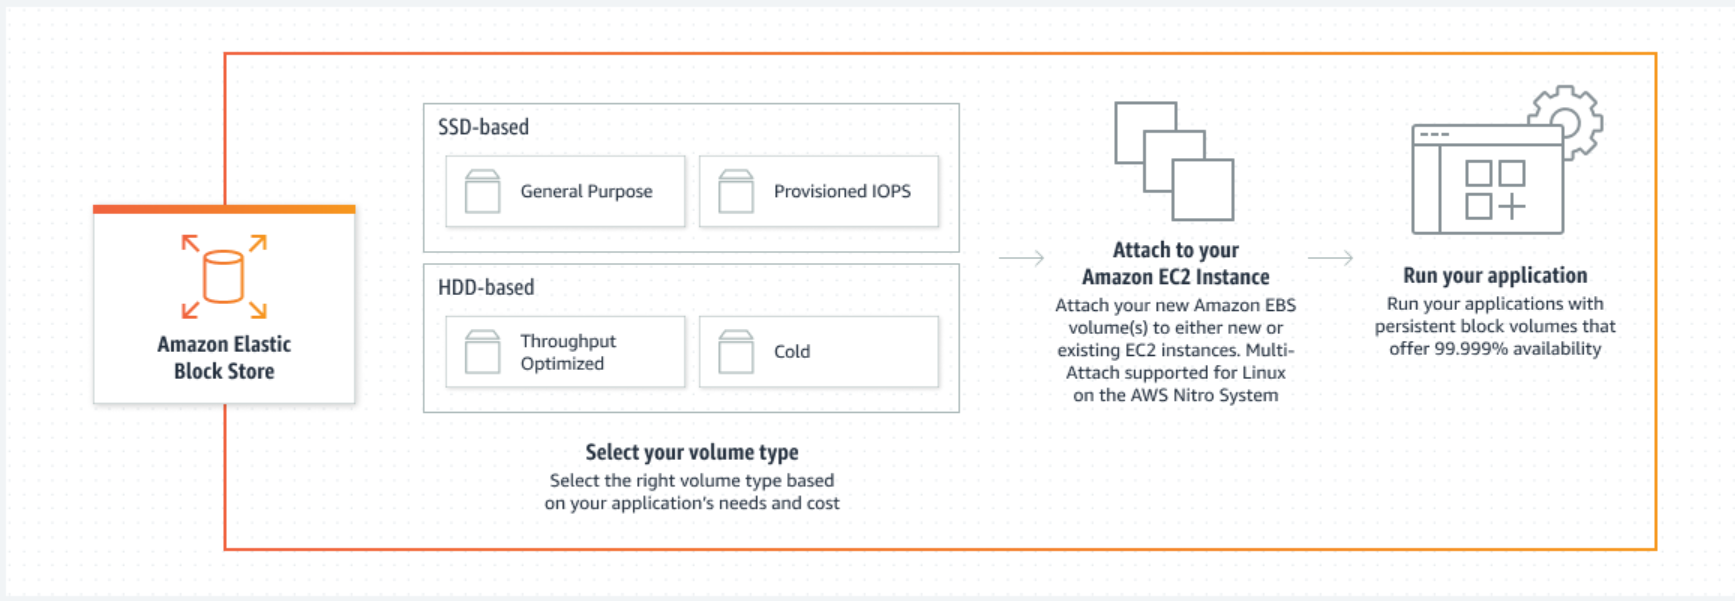 Amazon Elastic
Block Store
SSD-based
General Purpose
Provisioned IOPS
HDD-based
Throughput
Optimized
Cold
Select your volume type
Select the right volume type based
on your application's needs and cost
Attach to your
Amazon EC2 Instance
Attach your new Amazon EBS
volume(s) to either new or
existing EC2 instances. Multi-
Attach supported for Linux
on the AWS Nitro System
Run your application
Run your applications with
persistent block volumes that
offer 99.999% availability